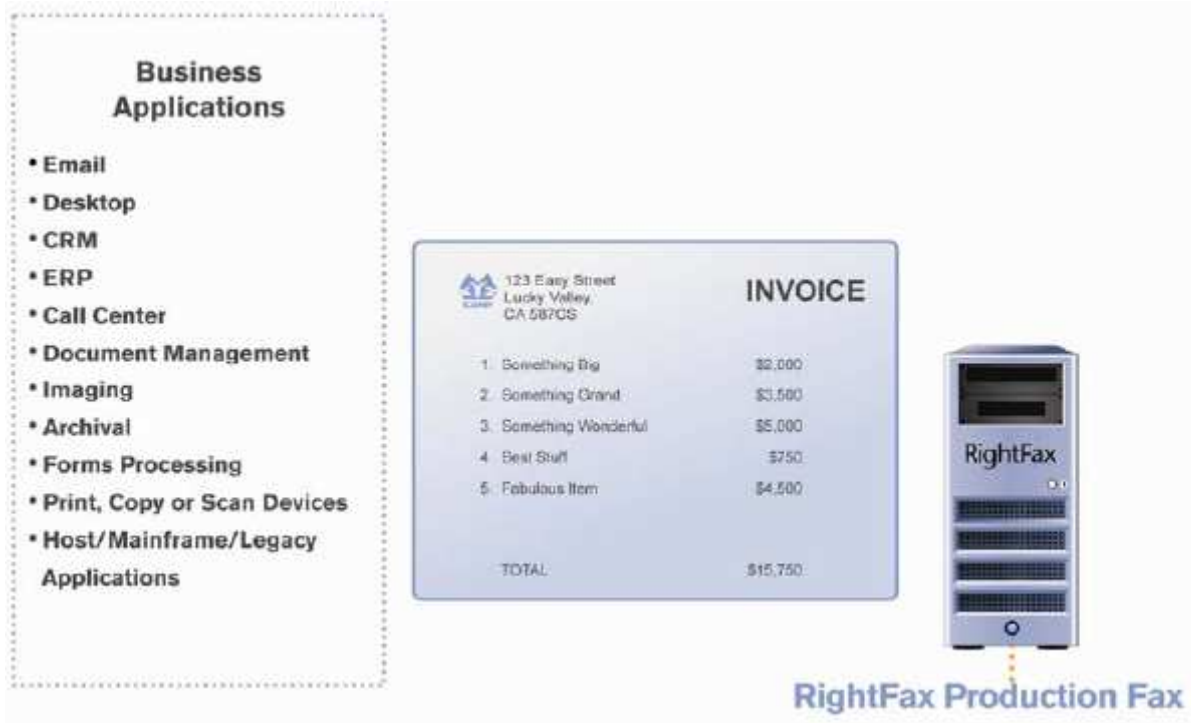 Business
Applications
• Email
• Desktop
• CRM
• ERP
• Call Center
• Document Management
• Imaging
• Archival
• Forms Processing
• Print, Copy or Scan Devices
• Host/Mainframe/Legacy
Applications
123 Easy Street
Lucky Valley,
CA 587CS
INVOICE
1. Something Big $2,000
2. Something Grand $3,500
3. Something Wonderful $5,000
4. Best Stuff $750
5. Fabulous Item $4,500
TOTAL $15,750
RightFax
RightFax Production Fax